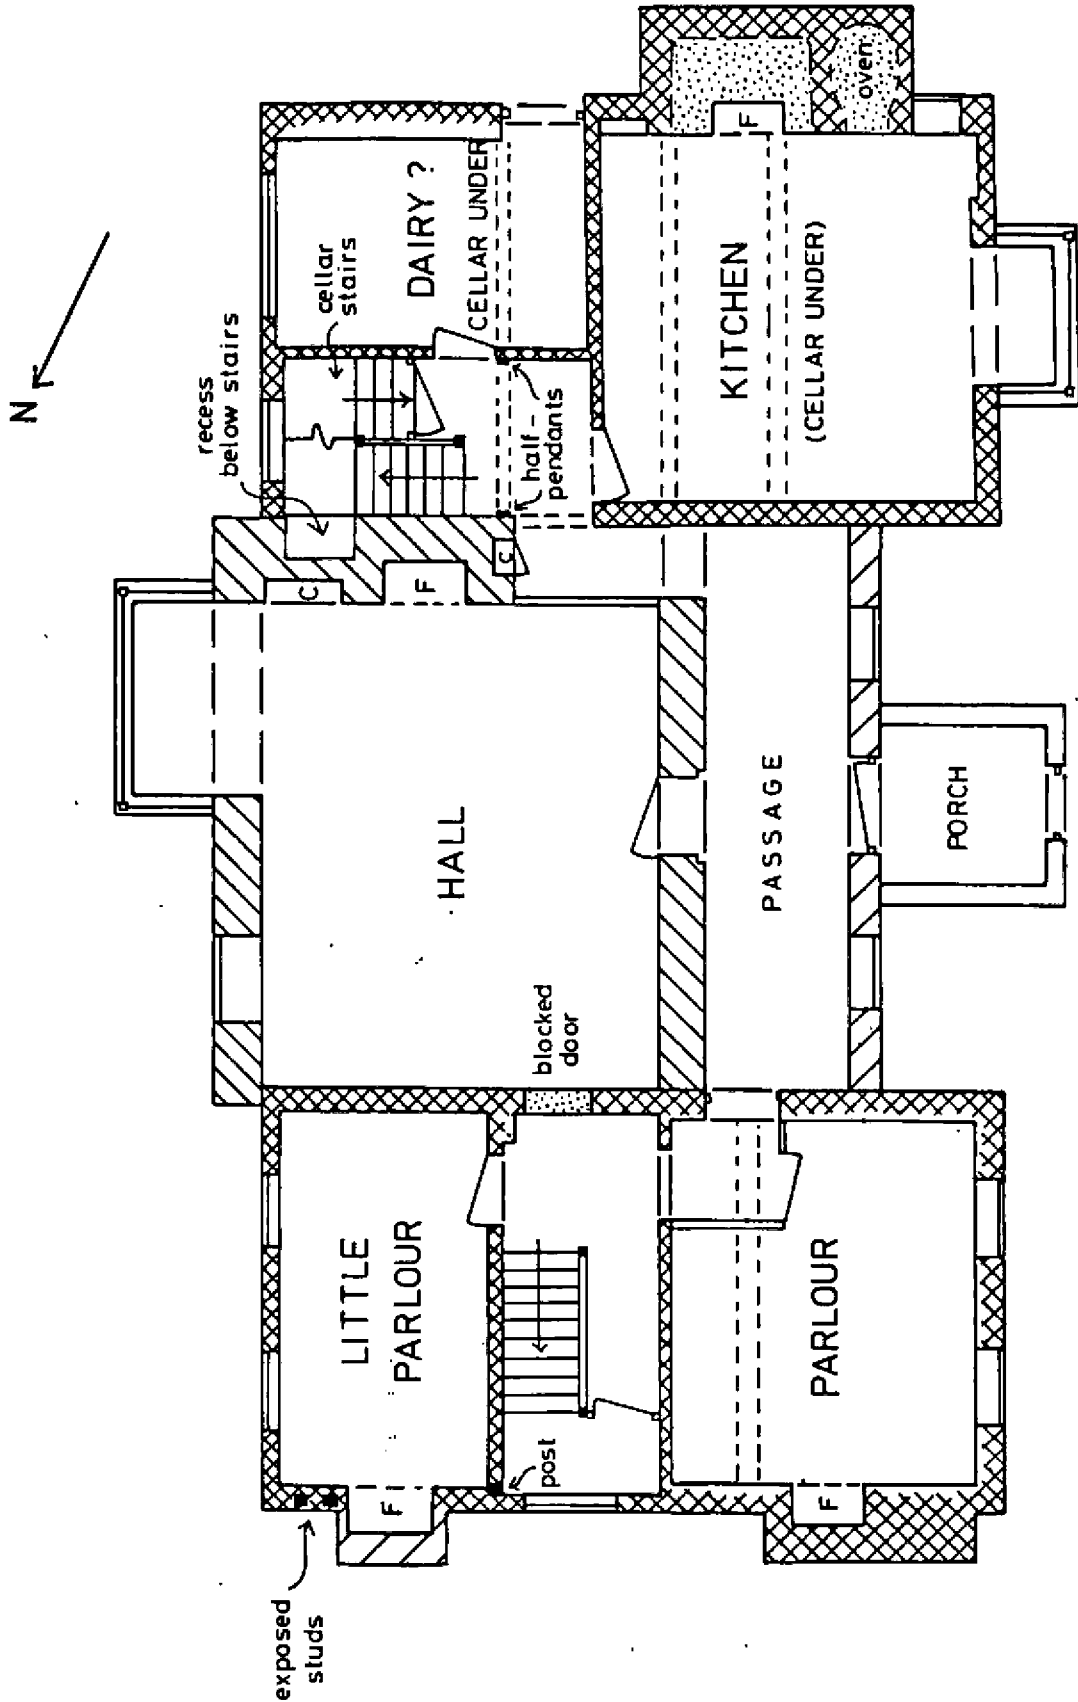 N
recess
below stairs
cellar
stairs
DAIRY ?
CELLAR UNDER
half-
pendants
oven
F
KITCHEN
(CELLAR UNDER)
C
F
C
HALL
PASSAGE
PORCH
blocked
door
LITTLE
PARLOUR
PARLOUR
post
F
F
exposed
studs